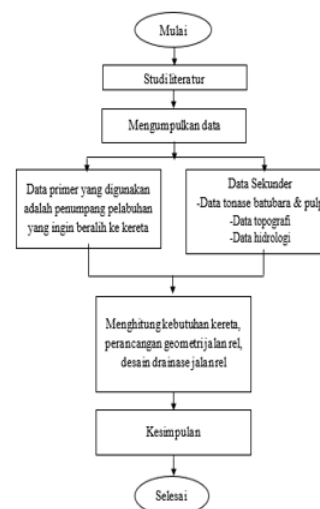 Mulai
Studi literatur
Mengumpulkan data
Data primer yang digunakan
adalah penumpang pelabuhan
yang ingin beralih ke kereta
Data Sekunder
-Data tonase batubara & pulp
-Data topografi
-Data hidrologi
Menghitung kebutuhan kereta,
perancangan geometri jalan rel,
desain drainase jalan rel
Kesimpulan
Selesai